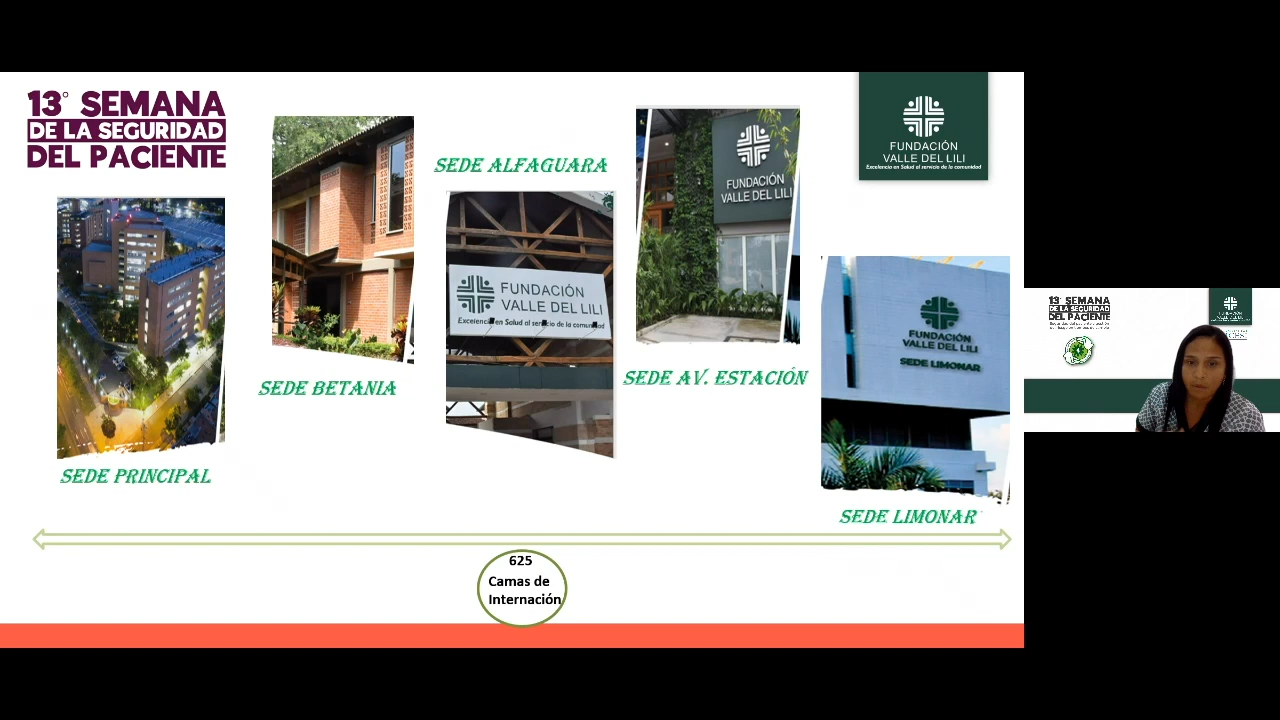 13° SEMANA
DE LA SEGURIDAD
DEL PACIENTE
FUNDACIÓN
VALLE DEL LILI
Excelencia en Salud al servicio de la comunidad
SEDE PRINCIPAL
SEDE BETANIA
SEDE ALFAGUARA
FUNDACIÓN
VALLE DEL LILI
Excelencia en Salud al servicio de la comunidad
FUNDACIÓN
VALLE DEL LILI
SEDE AV. ESTACIÓN
FUNDACIÓN
VALLE DEL LILI
SEDE LIMONAR
SEDE LIMONAR
625
Camas de
Internación
13° SEMANA
DE LA SEGURIDAD
DEL PACIENTE